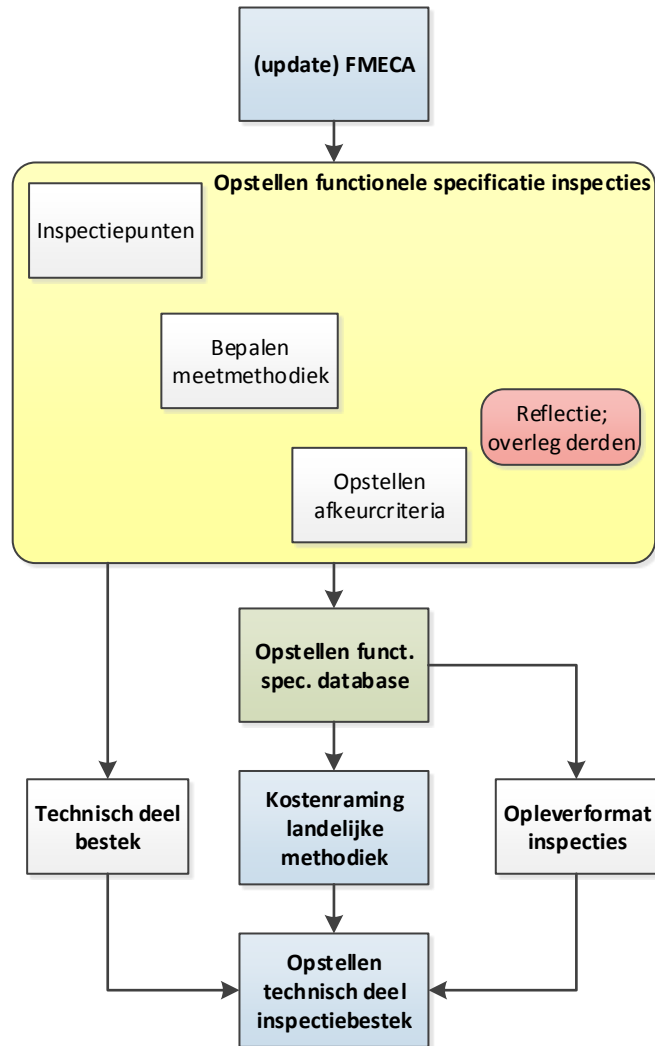 (update) FMECA
Opstellen functionele specificatie inspecties
Inspectiepunten
Bepalen
meetmethodiek
Reflectie;
overleg derden
Opstellen
afkeurcriteria
Opstellen funct.
spec. database
Technisch deel
bestek
Kostenraming
landelijke
methodiek
Opleverformat
inspecties
Opstellen
technisch deel
inspectiebestek